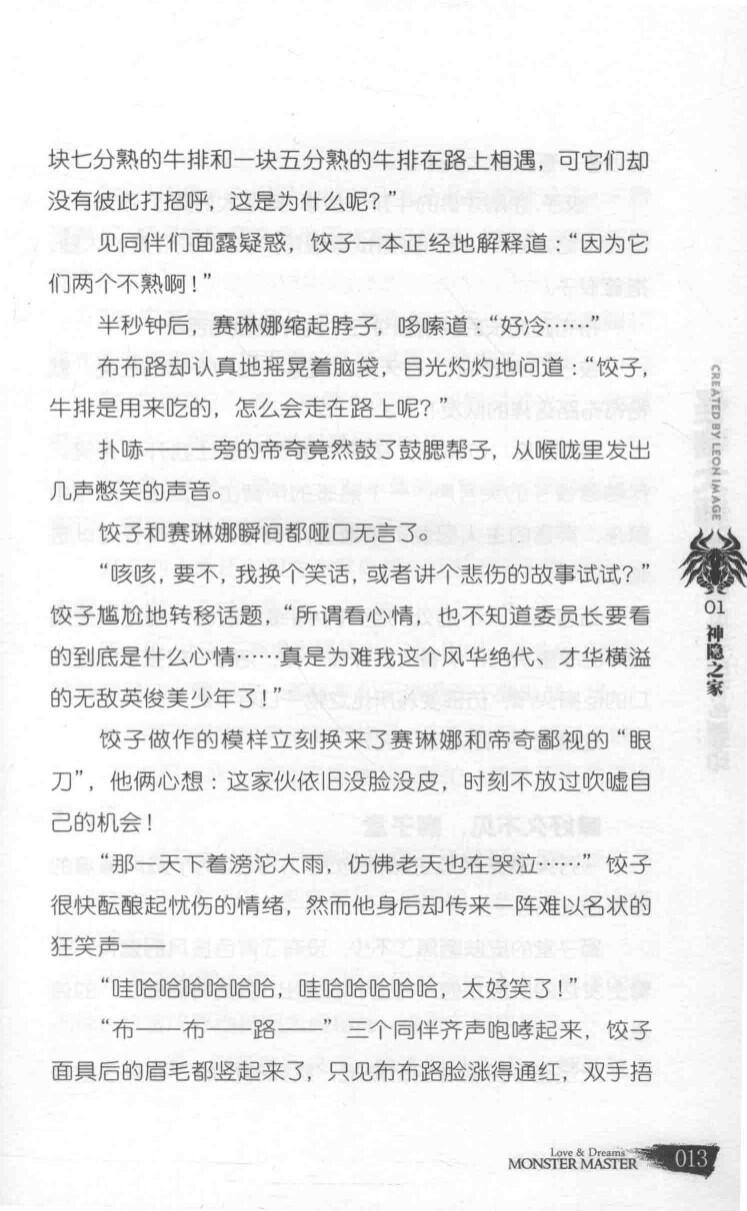 块七分熟的牛排和一块五分熟的牛排在路上相遇，可它们却
没有彼此打招呼，这是为什么呢？”
见同伴们面露疑惑，饺子一本正经地解释道：“因为它
们两个不熟啊！”
半秒钟后，赛琳娜缩起脖子，哆嗦道：“好冷……”
布布路却认真地摇晃着脑袋，目光灼灼地问道：“饺子，
牛排是用来吃的，怎么会走在路上呢？”
扑哧——一旁的帝奇竟然鼓了鼓腮帮子，从喉咙里发出
几声憋笑的声音。
饺子和赛琳娜瞬间都哑口无言了。
“咳咳，要不，我换个笑话，或者讲个悲伤的故事试试？”
饺子尴尬地转移话题，“所谓看心情，也不知道委员长要看
的到底是什么心情……真是为难我这个风华绝代、才华横溢
的无敌英俊美少年了！”
饺子做作的模样立刻换来了赛琳娜和帝奇鄙视的“眼
刀”，他俩心想：这家伙依旧没脸没皮，时刻不放过吹嘘自
己的机会！
“那一天下着滂沱大雨，仿佛老天也在哭泣……”饺子
很快酝酿起忧伤的情绪，然而他身后却传来一阵难以名状的
狂笑声——
“哇哈哈哈哈哈哈，哇哈哈哈哈哈，太好笑了！”
“布——布——路——”三个同伴齐声咆哮起来，饺子
面具后的眉毛都竖起来了，只见布布路脸涨得通红，双手捂
CREATED BY LEON IMAGE
01
神隐之家
Love & Dreams
MONSTER MASTER
013